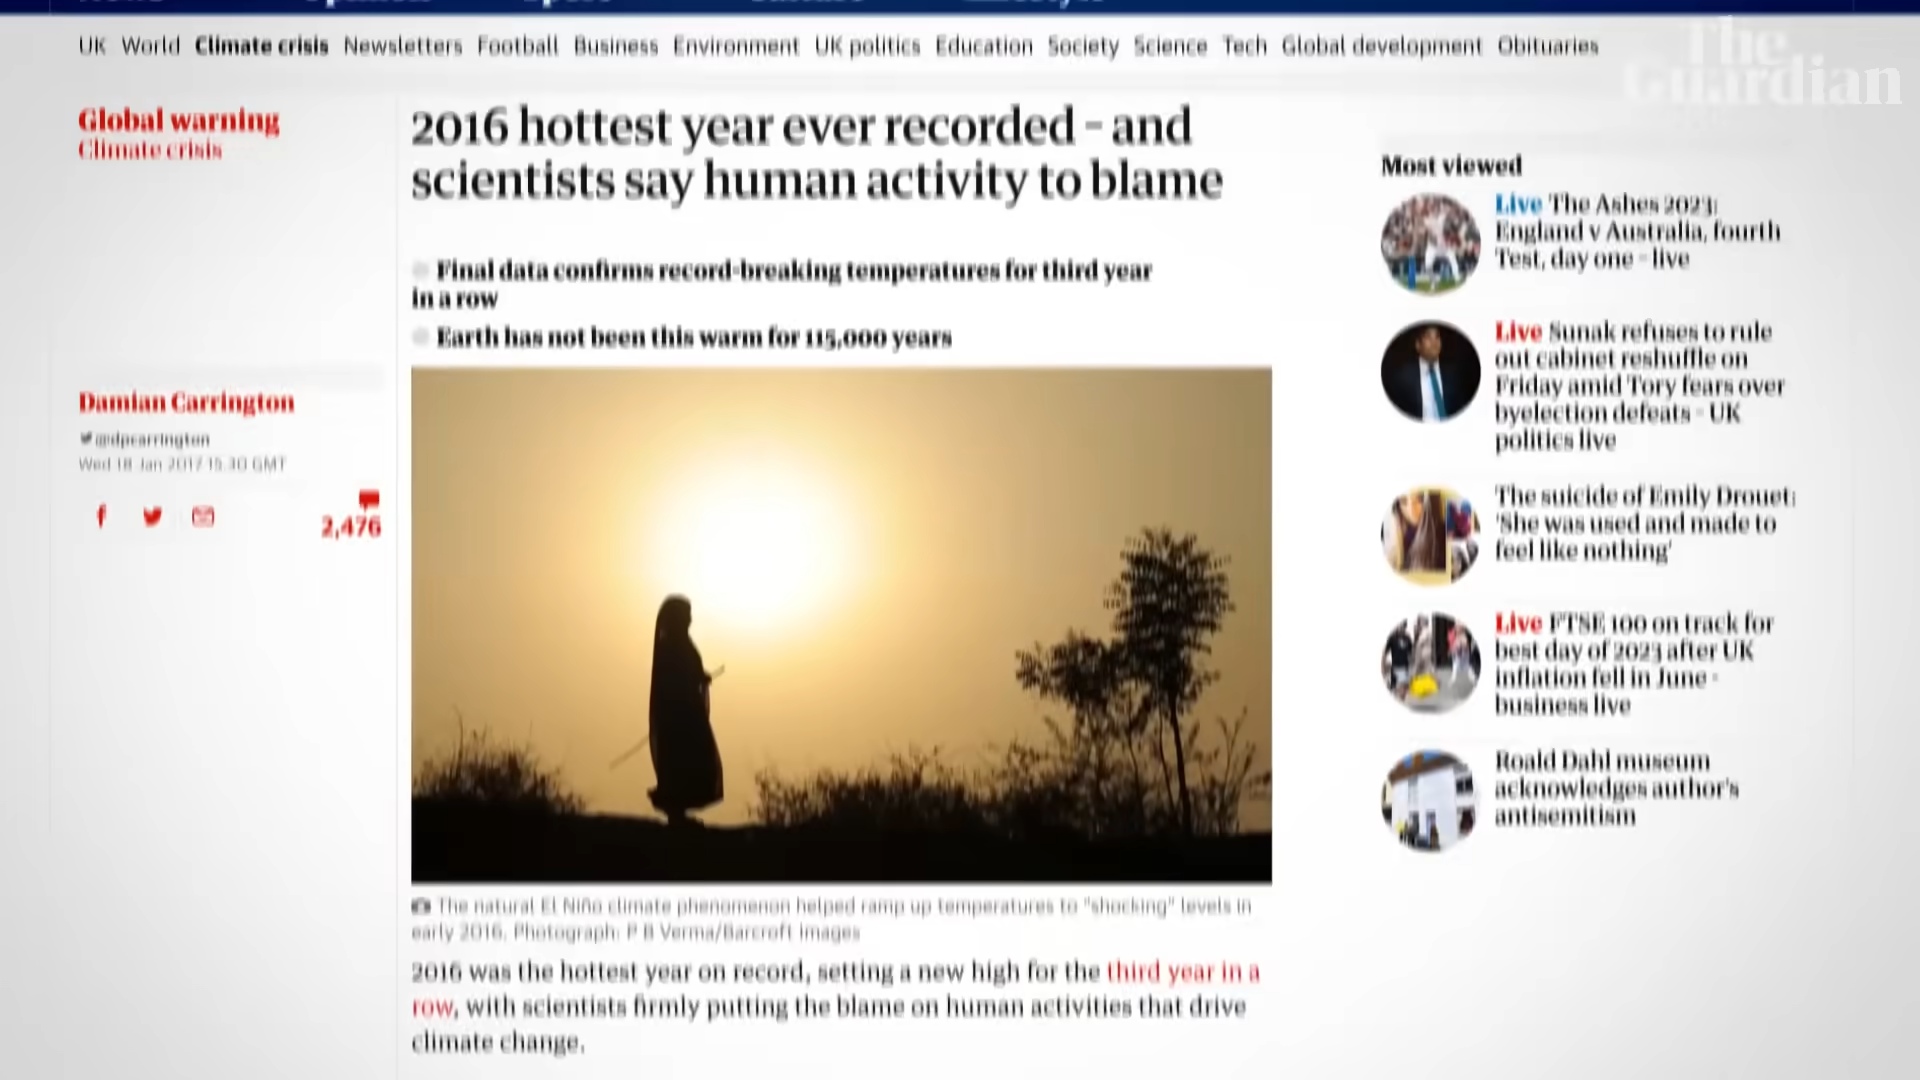 UK World Climate crisis Newsletters Football Business Environment UK politics Education Society Science Tech Global development Obituaries
The
Guardian
Global warning
Climate crisis
2016 hottest year ever recorded – and
scientists say human activity to blame
Final data confirms record-breaking temperatures for third year
in a row
Earth has not been this warm for 115,000 years
Damian Carrington
@dpcarrington
Wed 18 Jan 2017 15.30 GMT
2,476
The natural El Niño climate phenomenon helped ramp up temperatures to "shocking" levels in
early 2016. Photograph: P B Verma/Barcroft Images
2016 was the hottest year on record, setting a new high for the third year in a
row, with scientists firmly putting the blame on human activities that drive
climate change.
Most viewed
Live The Ashes 2023:
England v Australia, fourth
Test, day one – live
Live Sunak refuses to rule
out cabinet reshuffle on
Friday amid Tory fears over
byelection defeats – UK
politics live
The suicide of Emily Drouet:
'She was used and made to
feel like nothing'
Live FTSE 100 on track for
best day of 2023 after UK
inflation fell in June -
business live
Roald Dahl museum
acknowledges author's
antisemitism